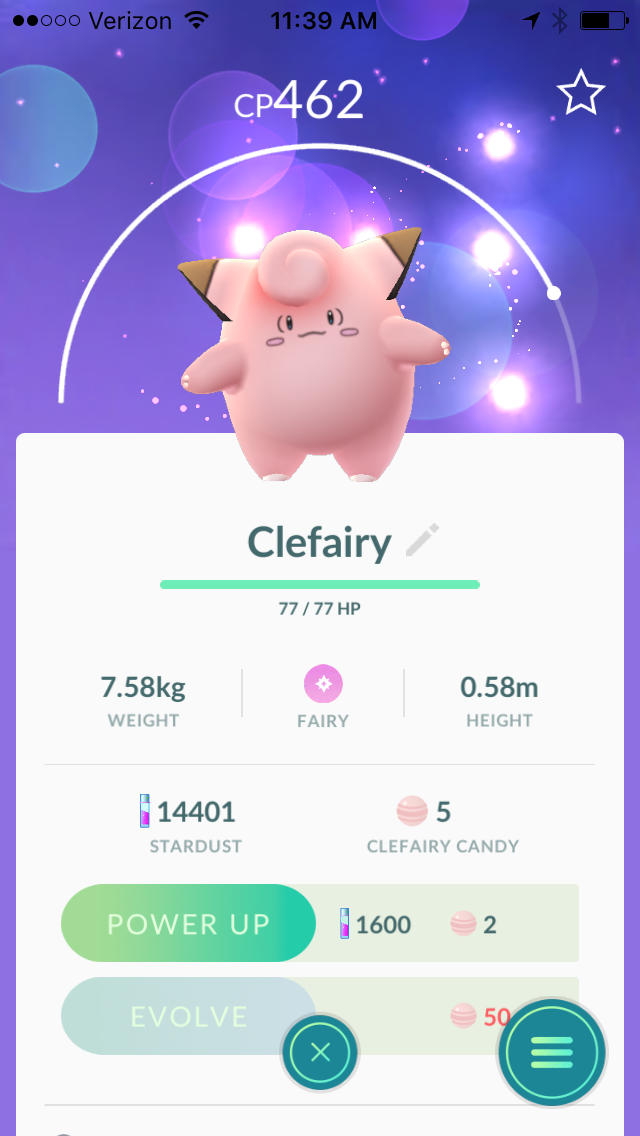 Verizon 11:39 AM
CP462
Clefairy
77 / 77 HP
7.58kg 0.58m
WEIGHT FAIRY HEIGHT
14401 5
STARDUST CLEFAIRY CANDY
POWER UP 1600 2
EVOLVE 50